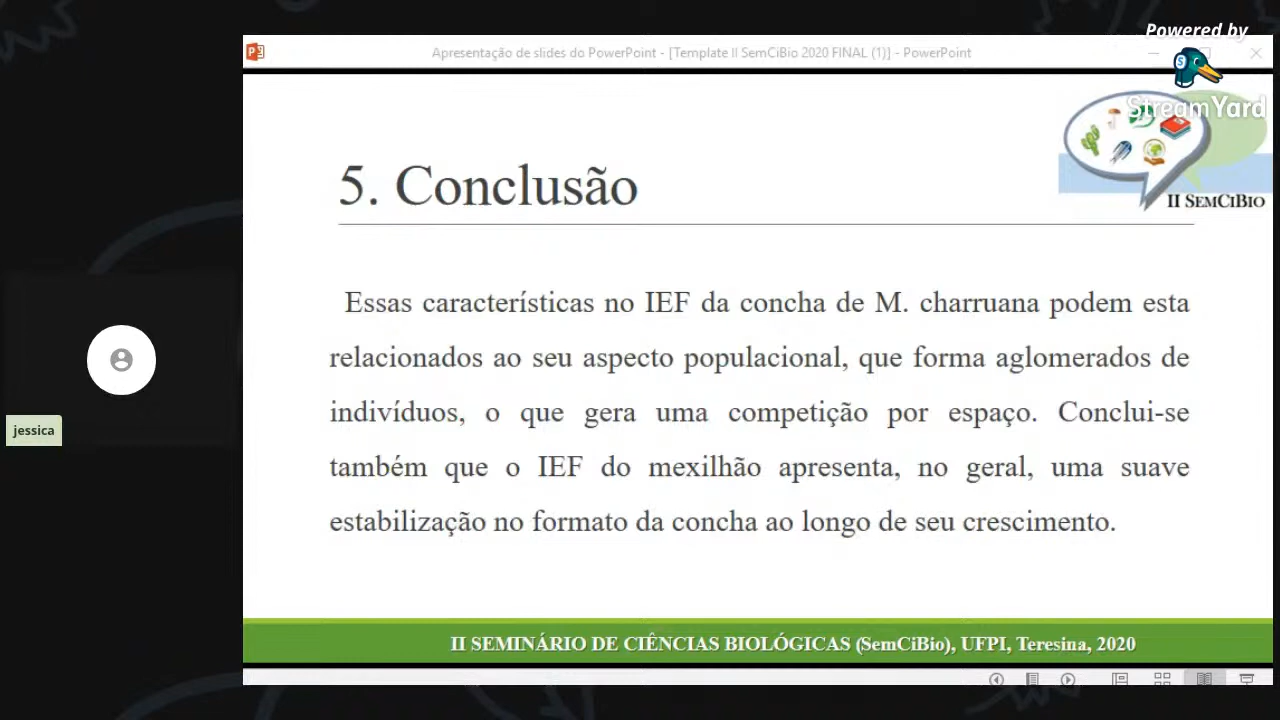 Powered by
StreamYard
Apresentação de slides do PowerPoint - [Template II SemCiBio 2020 FINAL (1)] - PowerPoint
II SEMCIBIO
5. Conclusão
Essas características no IEF da concha de M. charruana podem esta
relacionados ao seu aspecto populacional, que forma aglomerados de
indivíduos, o que gera uma competição por espaço. Conclui-se
também que o IEF do mexilhão apresenta, no geral, uma suave
estabilização no formato da concha ao longo de seu crescimento.
jessica
II SEMINÁRIO DE CIÊNCIAS BIOLÓGICAS (SemCiBio), UFPI, Teresina, 2020